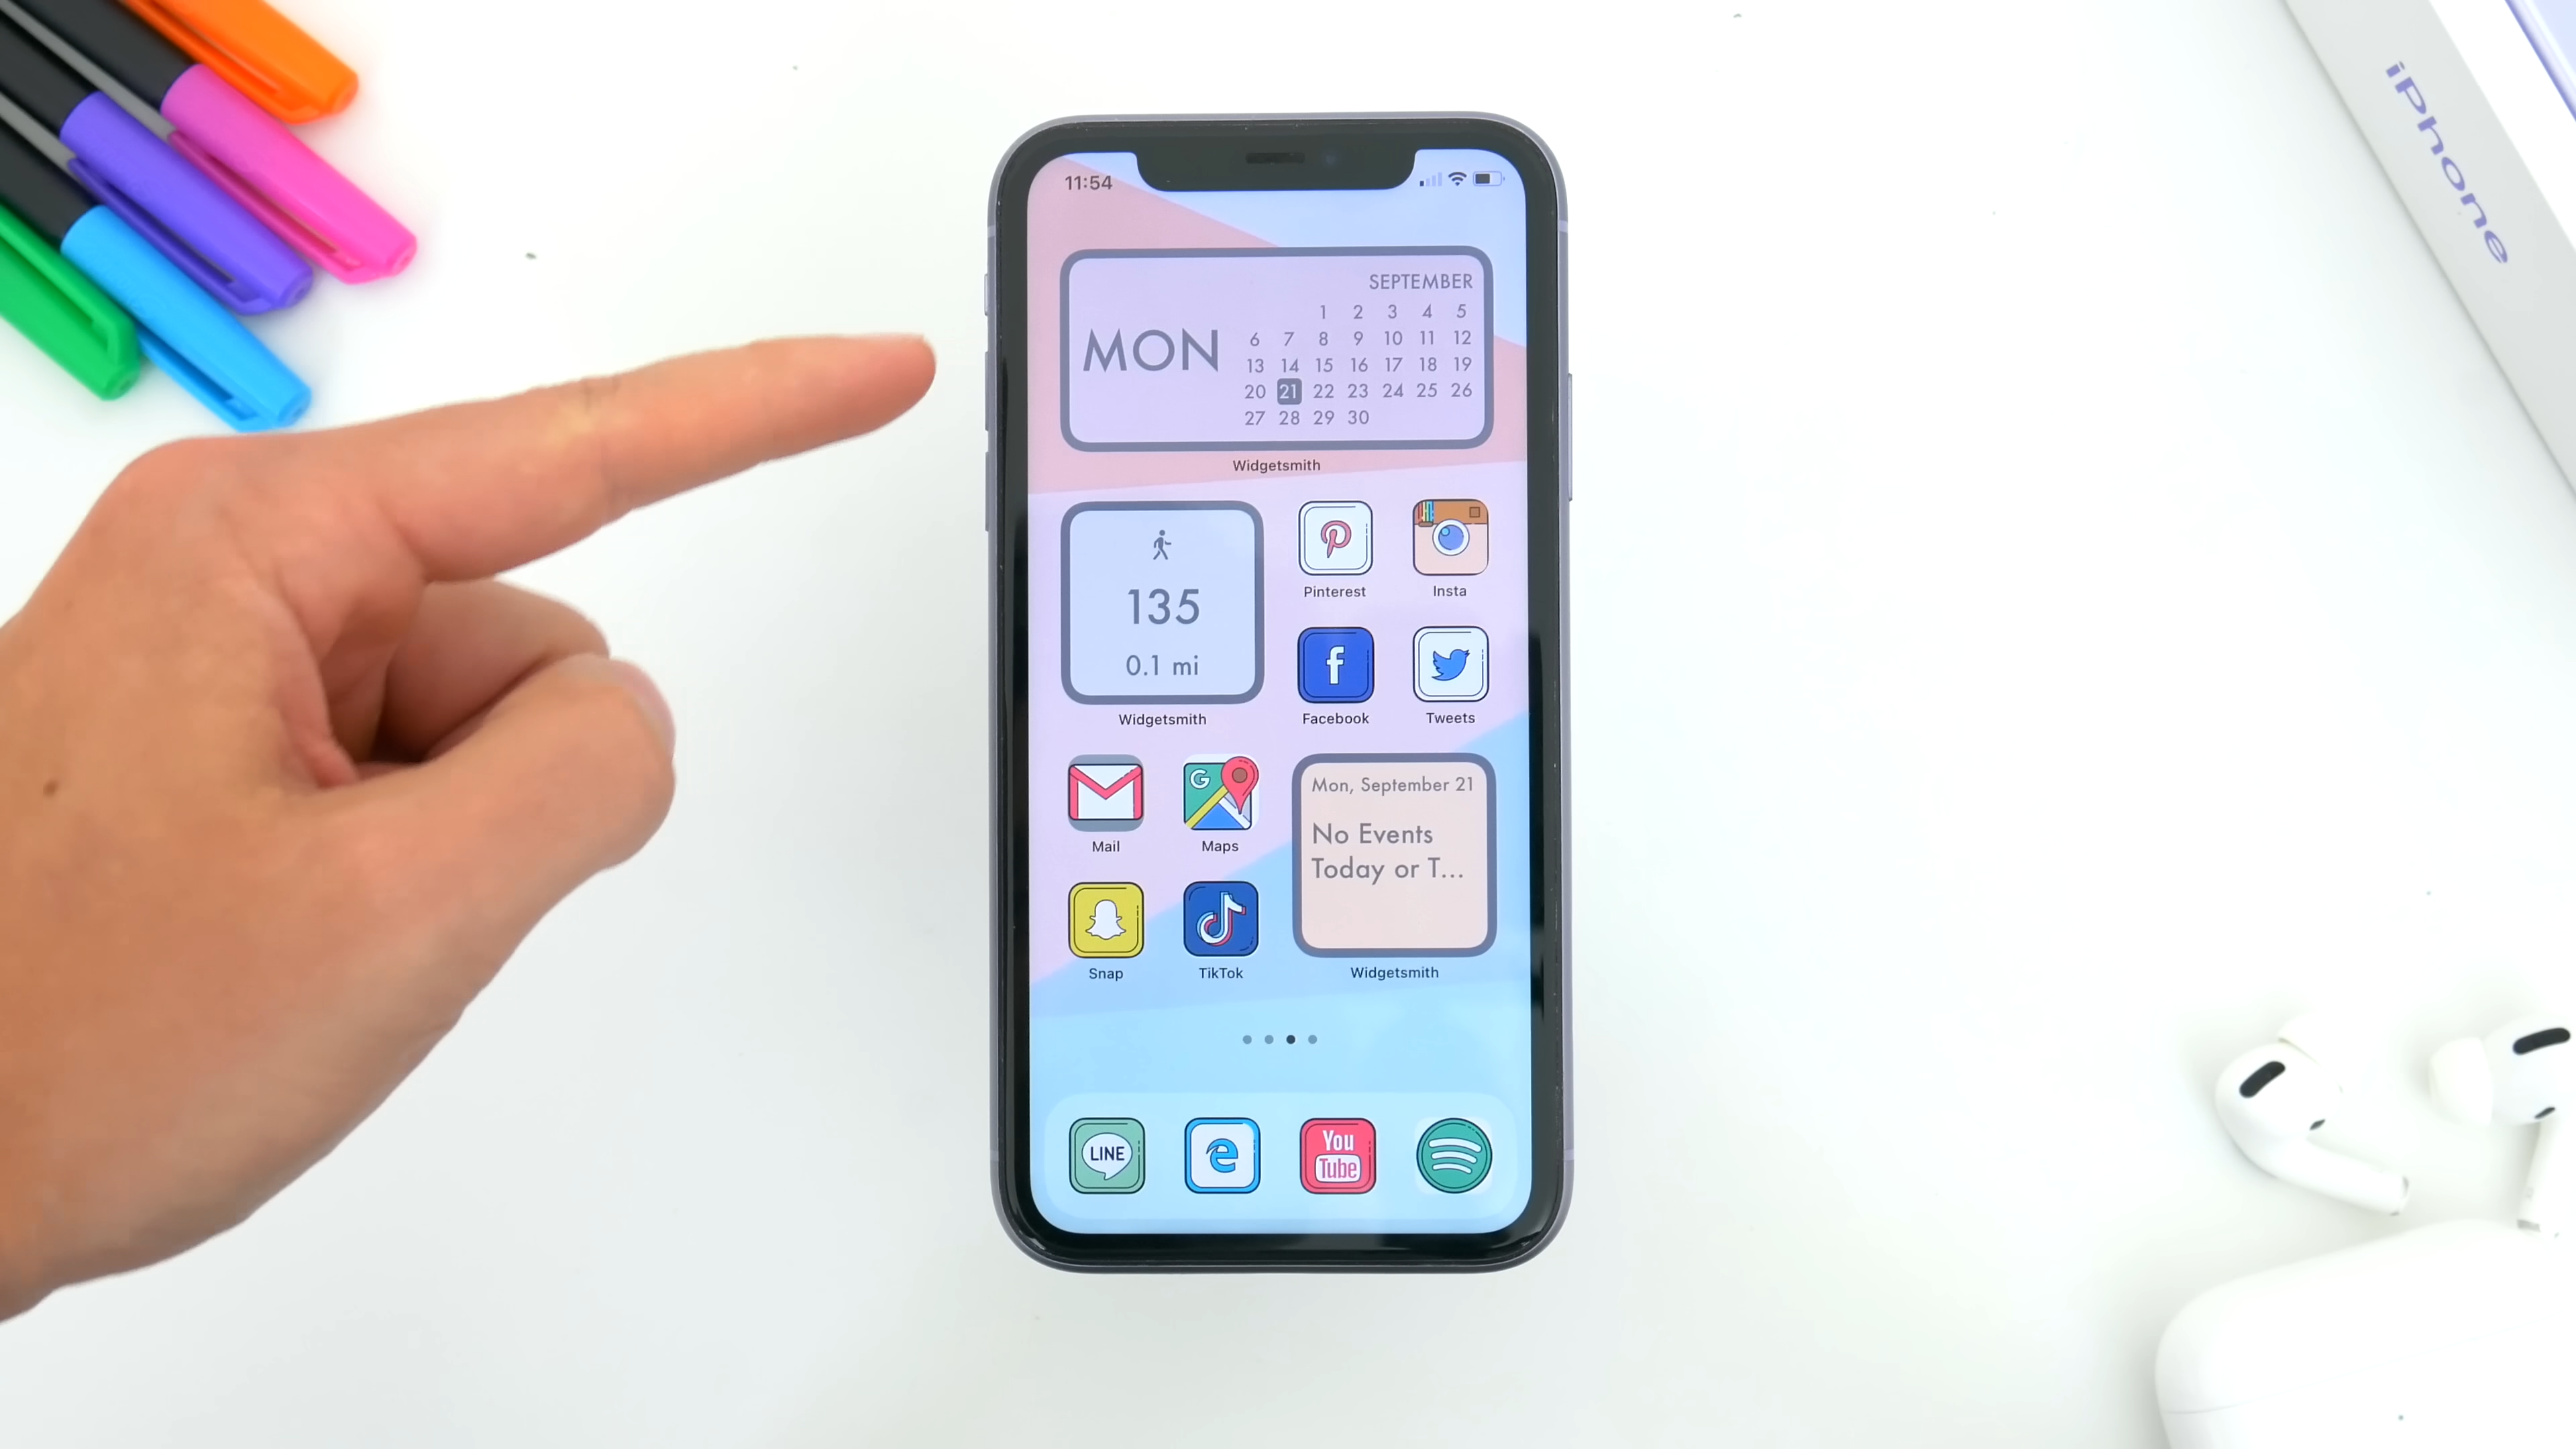 iPhone
11:54
SEPTEMBER
MON
1 2 3 4 5
6 7 8 9 10 11 12
13 14 15 16 17 18 19
20 21 22 23 24 25 26
27 28 29 30
Widgetsmith
135
0.1 mi
Widgetsmith
Pinterest
Insta
f
Facebook
Tweets
Mail
G
Maps
Mon, September 21
No Events
Today or T...
Snap
TikTok
Widgetsmith
LINE
e
You
Tube